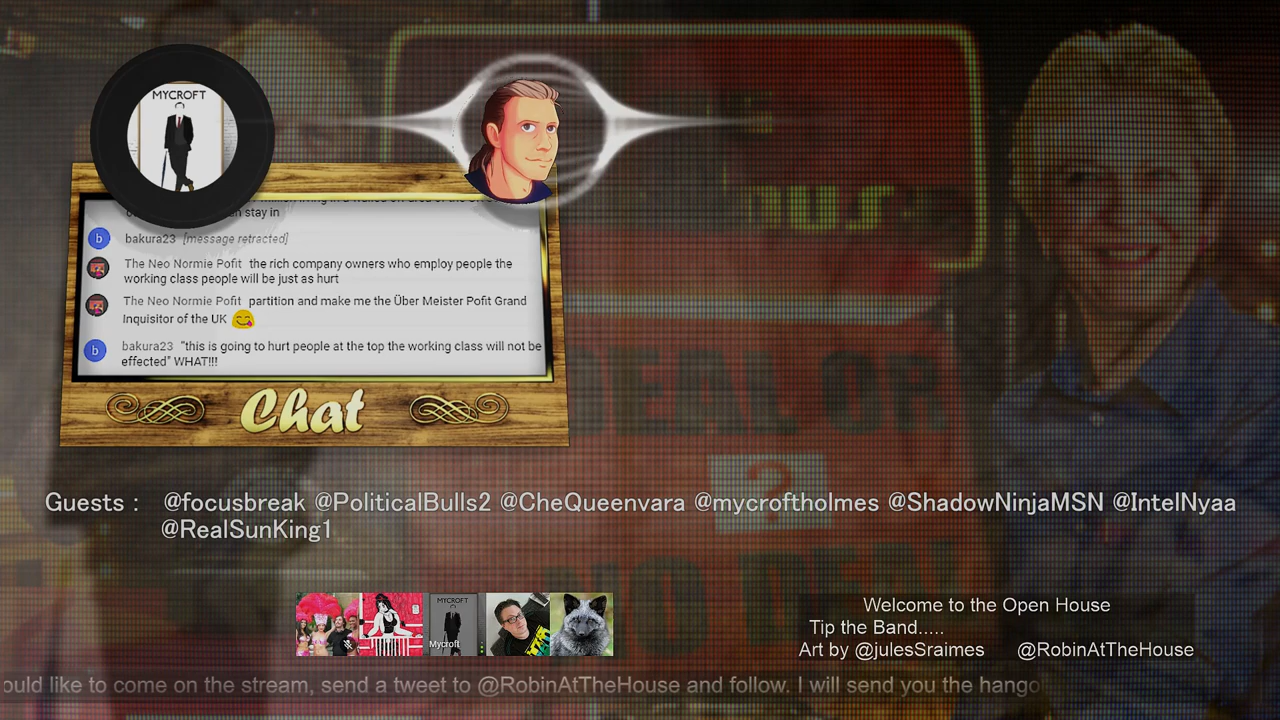 MYCROFT
stay in
bakura23 [message retracted]
The Neo Normie Pofit the rich company owners who employ people the
working class people will be just as hurt
The Neo Normie Pofit partition and make me the Über Meister Pofit Grand
Inquisitor of the UK 😋
b bakura23 "this is going to hurt people at the top the working class will not be
effected" WHAT!!!
Chat
DEAL OR
?
NO DEAL
Guests : @focusbreak @PoliticalBulls2 @CheQueenvara @mycroftholmes @ShadowNinjaMSN @IntelNyaa
@RealSunKing1
MYCROFT
Mycroft
Welcome to the Open House
Tip the Band.....
Art by @julesSraimes @RobinAtTheHouse
like to come on the stream, send a tweet to @RobinAtTheHouse and follow. I will send you the hango